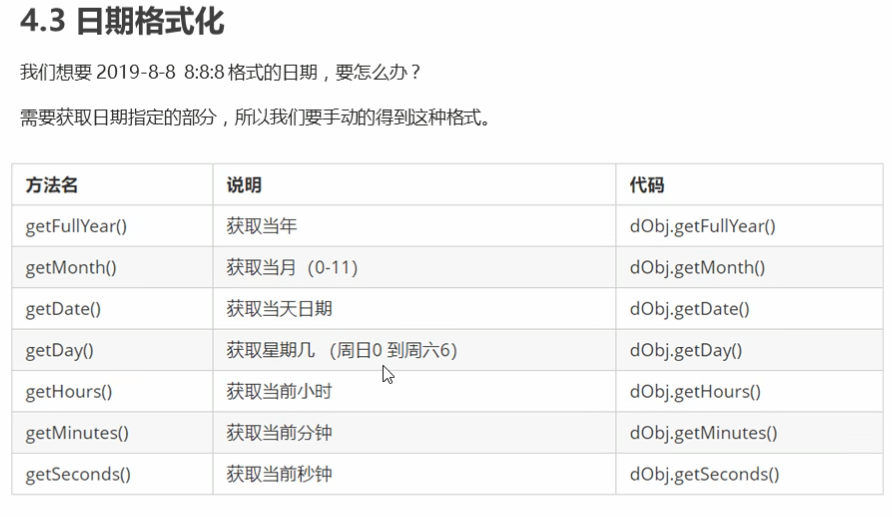 4.3 日期格式化
我们想要 2019-8-8 8:8:8 格式的日期，要怎么办？
需要获取日期指定的部分，所以我们要手动的得到这种格式。
方法名 说明 代码
getFullYear() 获取当年 dObj.getFullYear()
getMonth() 获取当月（0-11） dObj.getMonth()
getDate() 获取当天日期 dObj.getDate()
getDay() 获取星期几 （周日0 到周六6） dObj.getDay()
getHours() 获取当前小时 dObj.getHours()
getMinutes() 获取当前分钟 dObj.getMinutes()
getSeconds() 获取当前秒钟 dObj.getSeconds()